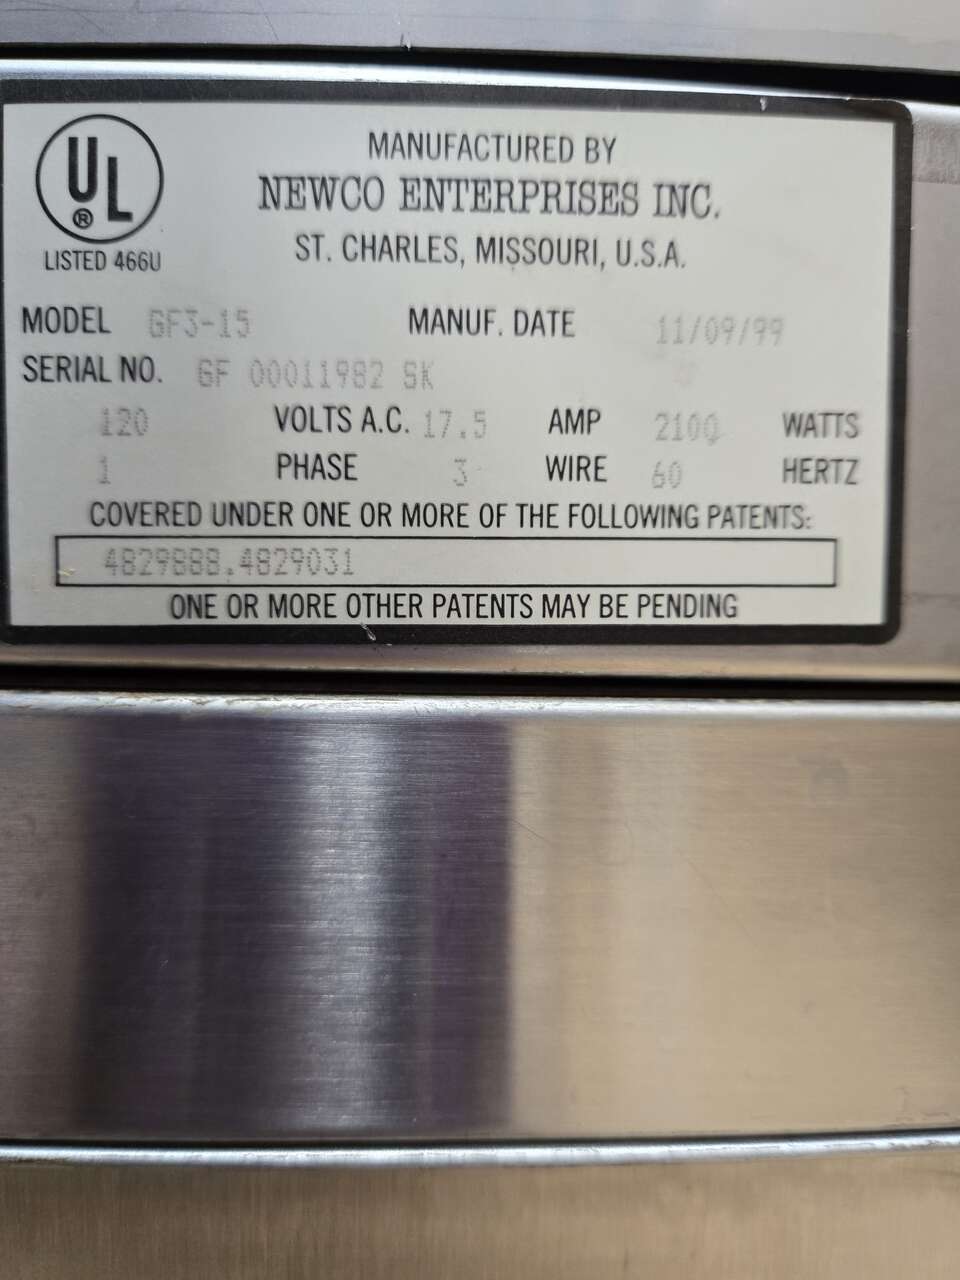 UL
®
LISTED 466U
MANUFACTURED BY
NEWCO ENTERPRISES INC.
ST. CHARLES, MISSOURI, U.S.A.
MODEL GF3-15 MANUF. DATE 11/09/99
SERIAL NO. GF 00011982 SK
120 VOLTS A.C. 17.5 AMP 2100 WATTS
1 PHASE 3 WIRE 60 HERTZ
COVERED UNDER ONE OR MORE OF THE FOLLOWING PATENTS:
4829888.4829031
ONE OR MORE OTHER PATENTS MAY BE PENDING